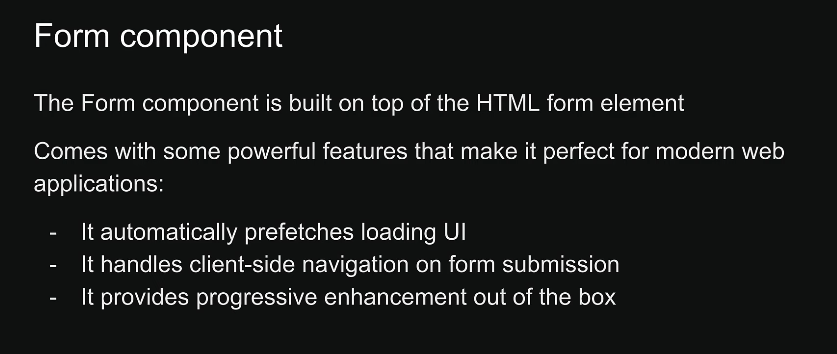 Form component
The Form component is built on top of the HTML form element
Comes with some powerful features that make it perfect for modern web
applications:
- It automatically prefetches loading UI
- It handles client-side navigation on form submission
- It provides progressive enhancement out of the box